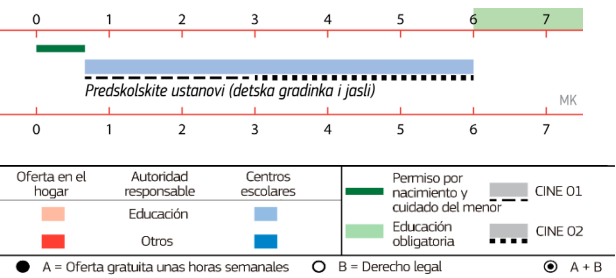 0 1 2 3 4 5 6 7
Predskolskite ustanovi (detska gradinka i jasli)
MK
0 1 2 3 4 5 6 7
Oferta en el hogar
Autoridad responsable
Centros escolares
Educación
Otros
Permiso por nacimiento y cuidado del menor
CINE 01
Educación obligatoria
CINE 02
A = Oferta gratuita unas horas semanales
B = Derecho legal
A + B